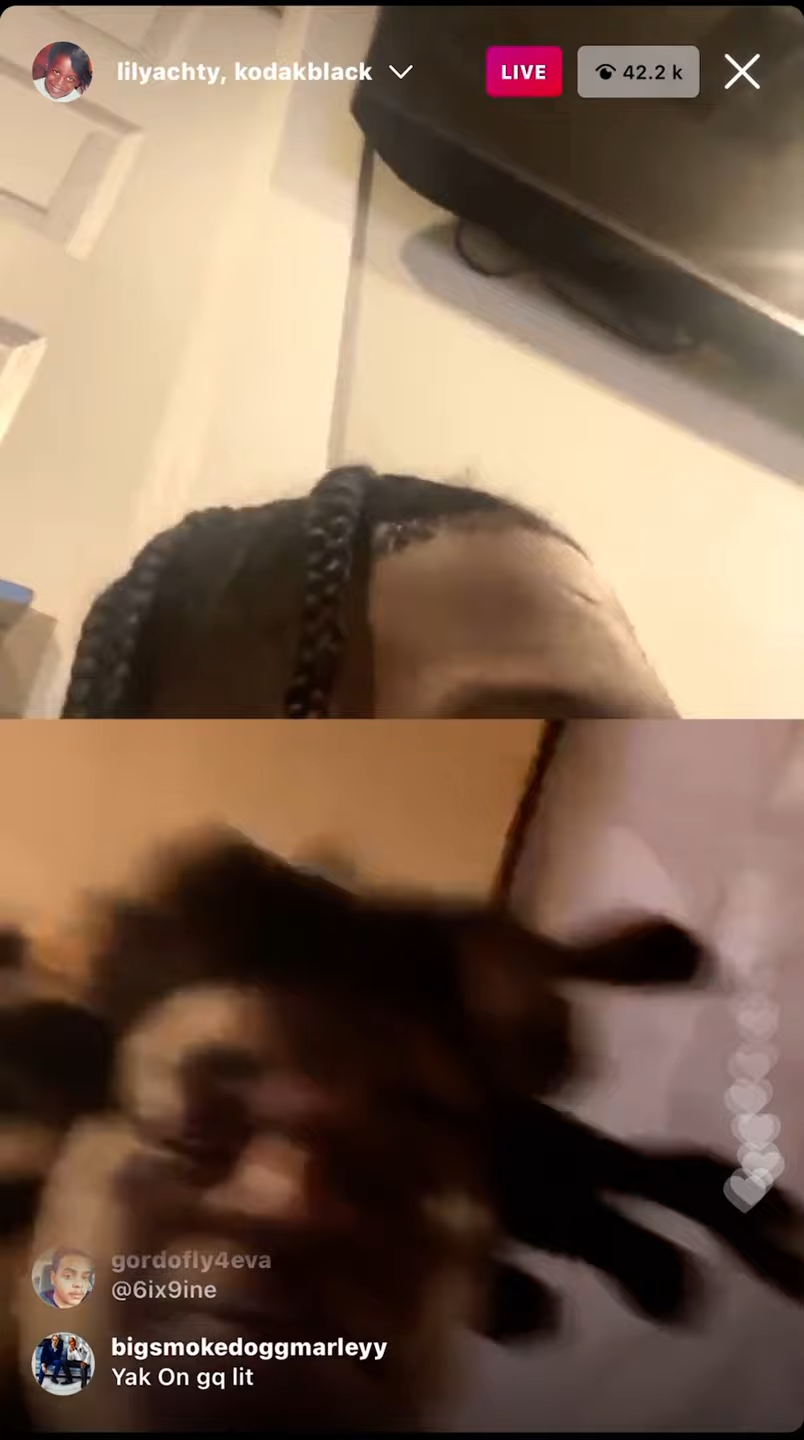 lilyachty, kodakblack
LIVE
42.2 k
gordofly4eva
@6ix9ine
bigsmokedoggmarleyy
Yak On gq lit